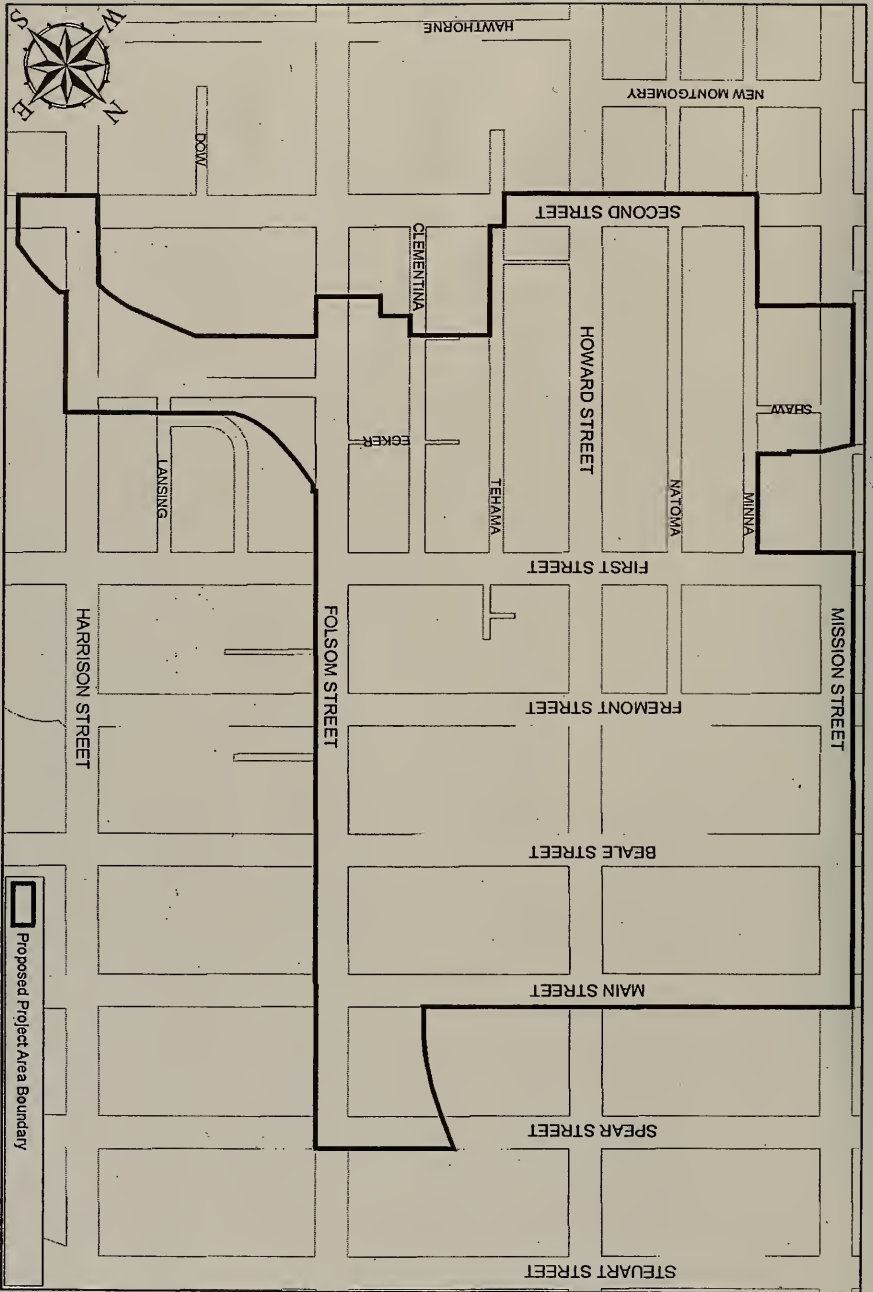 HAWTHORNE
NEW MONTGOMERY
DOW
SECOND STREET
CLEMENTINA
HOWARD STREET
SHAW
ECKER
LANSING
TEHAMA
NATOMA
MINNA
FIRST STREET
HARRISON STREET
FOLSOM STREET
MISSION STREET
FREMONT STREET
BEALE STREET
MAIN STREET
SPEAR STREET
STEUART STREET
Proposed Project Area Boundary
N
E
S
W